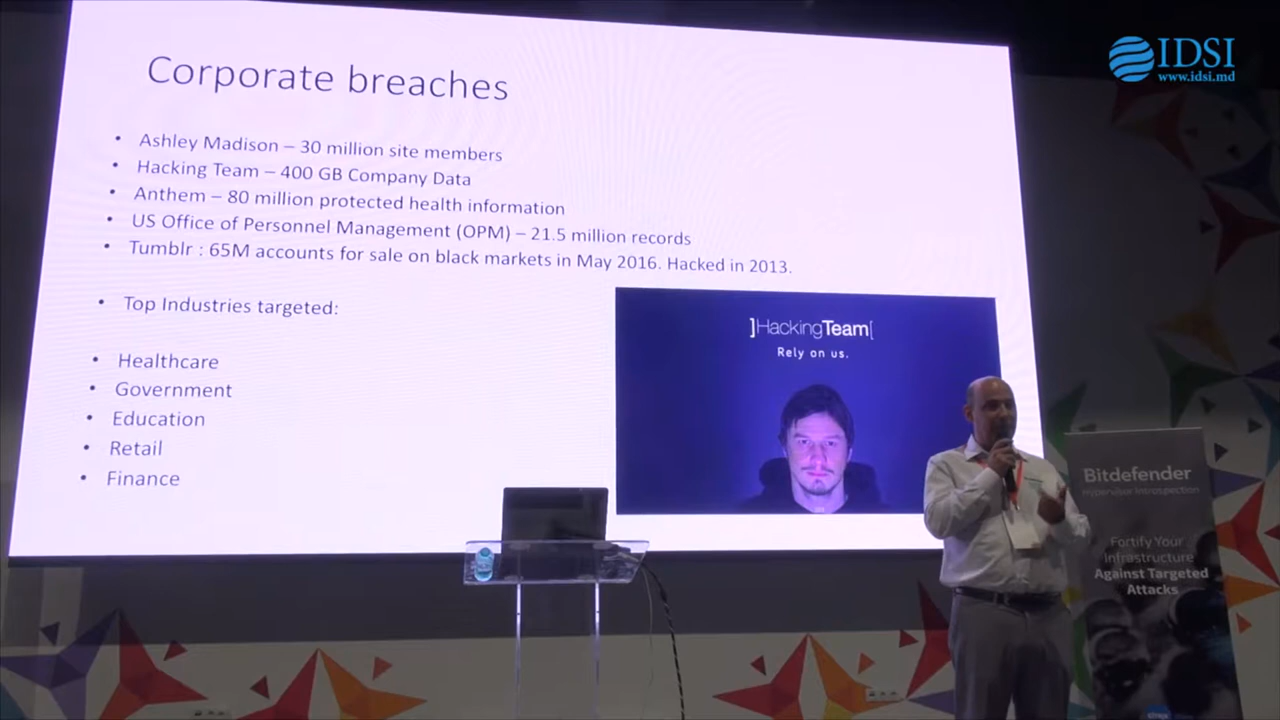 IDSI
www.idsi.md
Corporate breaches
• Ashley Madison – 30 million site members
• Hacking Team – 400 GB Company Data
• Anthem – 80 million protected health information
• US Office of Personnel Management (OPM) – 21.5 million records
• Tumblr : 65M accounts for sale on black markets in May 2016. Hacked in 2013.
• Top Industries targeted:
• Healthcare
• Government
• Education
• Retail
• Finance
]HackingTeam[
Rely on us.
Bitdefender
Hypervisor Introspection
Fortify Your
Infrastructure
Against Targeted
Attacks